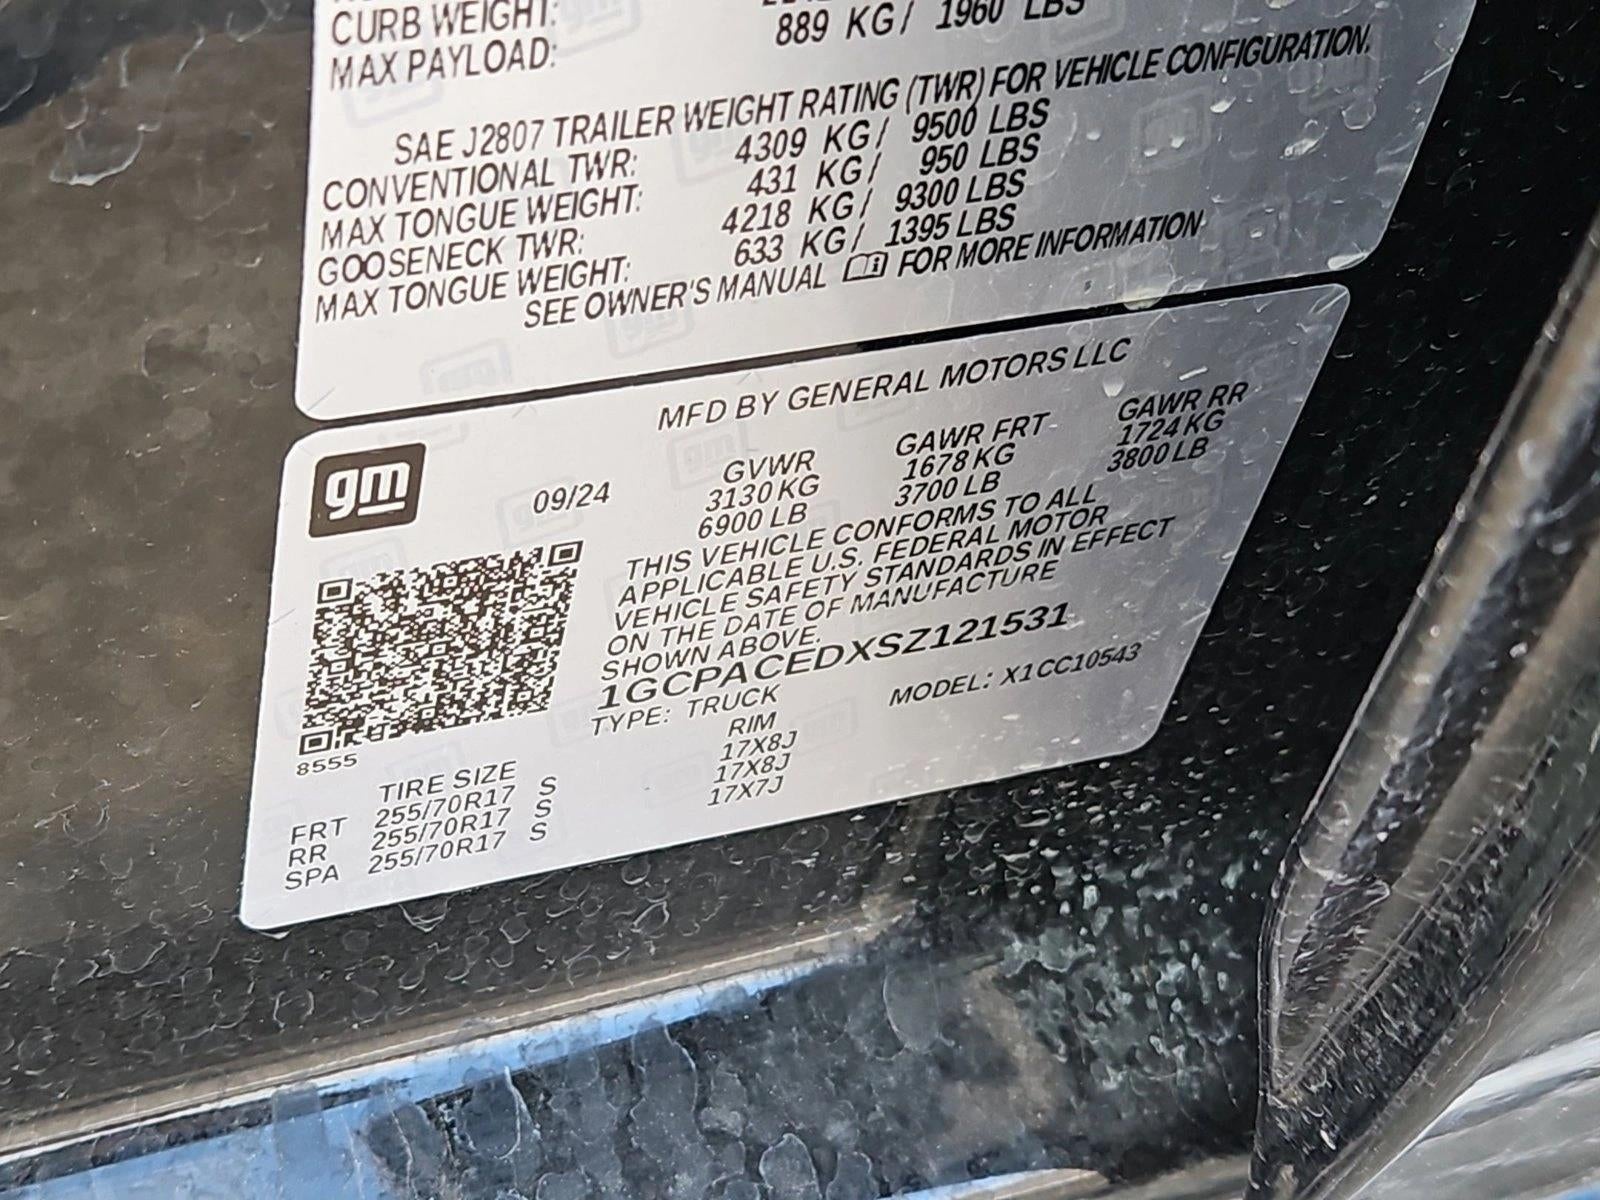 CURB WEIGHT:
MAX PAYLOAD: 889 KG / 1960 LBS
SAE J2807 TRAILER WEIGHT RATING (TWR) FOR VEHICLE CONFIGURATION.
CONVENTIONAL TWR: 4309 KG / 9500 LBS
MAX TONGUE WEIGHT: 431 KG / 950 LBS
GOOSENECK TWR: 4218 KG / 9300 LBS
MAX TONGUE WEIGHT: 633 KG / 1395 LBS
SEE OWNER'S MANUAL FOR MORE INFORMATION
MFD BY GENERAL MOTORS LLC
gm
09/24
GVWR GAWR FRT GAWR RR
3130 KG 1678 KG 1724 KG
6900 LB 3700 LB 3800 LB
THIS VEHICLE CONFORMS TO ALL
APPLICABLE U.S. FEDERAL MOTOR
VEHICLE SAFETY STANDARDS IN EFFECT
ON THE DATE OF MANUFACTURE
SHOWN ABOVE.
1GCPACEDXSZ121531
TYPE: TRUCK MODEL: X1CC10543
8555
TIRE SIZE RIM
FRT 255/70R17 S 17X8J
RR 255/70R17 S 17X8J
SPA 255/70R17 S 17X7J